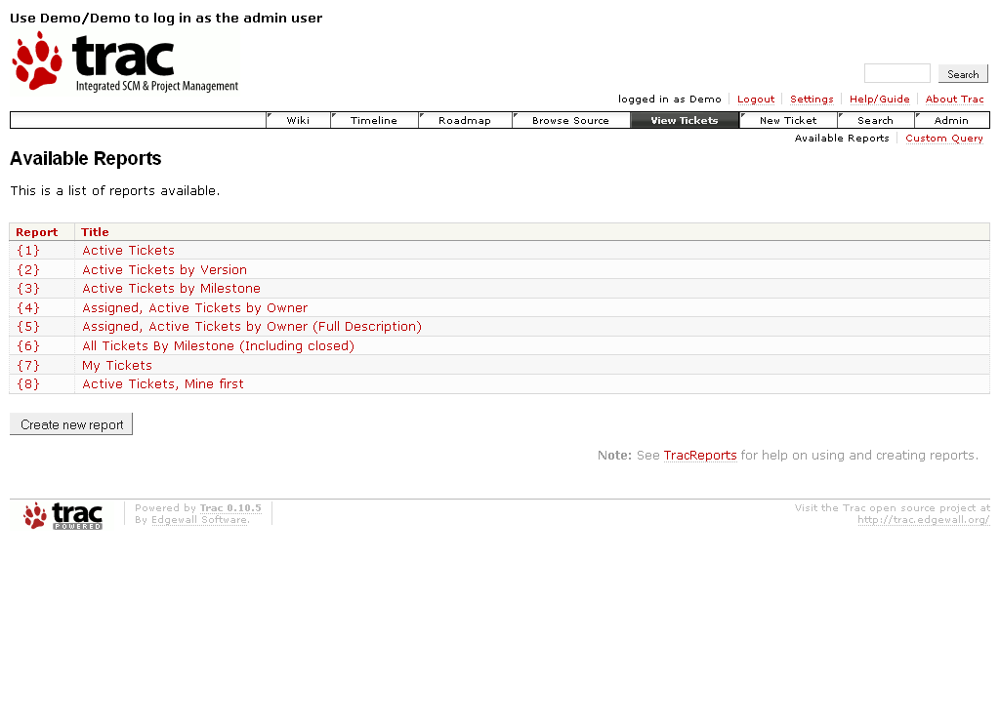 Use Demo/Demo to log in as the admin user
trac
Integrated SCM & Project Management
Search
logged in as Demo Logout Settings Help/Guide About Trac
Wiki Timeline Roadmap Browse Source View Tickets New Ticket Search Admin
Available Reports Custom Query
Available Reports
This is a list of reports available.
Report Title
{1} Active Tickets
{2} Active Tickets by Version
{3} Active Tickets by Milestone
{4} Assigned, Active Tickets by Owner
{5} Assigned, Active Tickets by Owner (Full Description)
{6} All Tickets By Milestone (Including closed)
{7} My Tickets
{8} Active Tickets, Mine first
Create new report
Note: See TracReports for help on using and creating reports.
trac
POWERED
Powered by Trac 0.10.5
By Edgewall Software.
Visit the Trac open source project at
http://trac.edgewall.org/